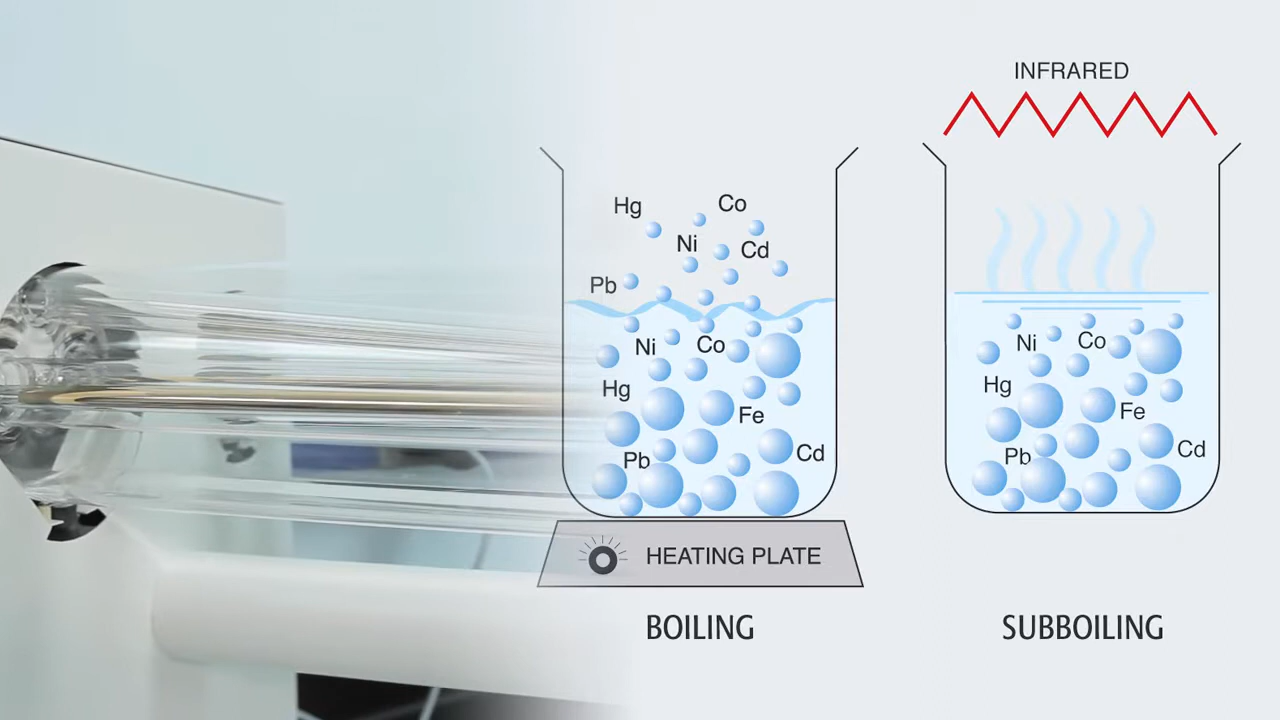 INFRARED
Hg
Co
Ni
Cd
Pb
Ni
Co
Hg
Fe
Pb
Cd
HEATING PLATE
BOILING
Ni
Co
Hg
Fe
Pb
Cd
SUBBOILING